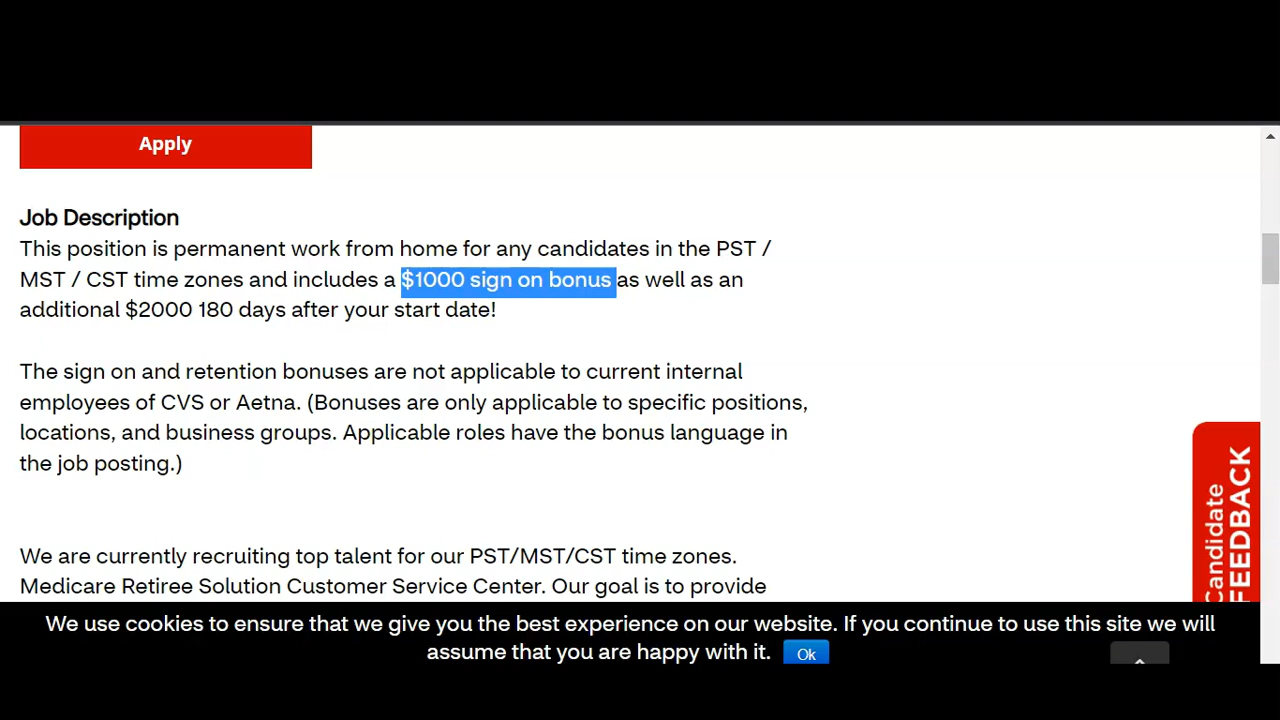 Apply
Job Description
This position is permanent work from home for any candidates in the PST /
MST / CST time zones and includes a $1000 sign on bonus as well as an
additional $2000 180 days after your start date!
The sign on and retention bonuses are not applicable to current internal
employees of CVS or Aetna. (Bonuses are only applicable to specific positions,
locations, and business groups. Applicable roles have the bonus language in
the job posting.)
We are currently recruiting top talent for our PST/MST/CST time zones.
Medicare Retiree Solution Customer Service Center. Our goal is to provide
Candidate
FEEDBACK
We use cookies to ensure that we give you the best experience on our website. If you continue to use this site we will
assume that you are happy with it. Ok